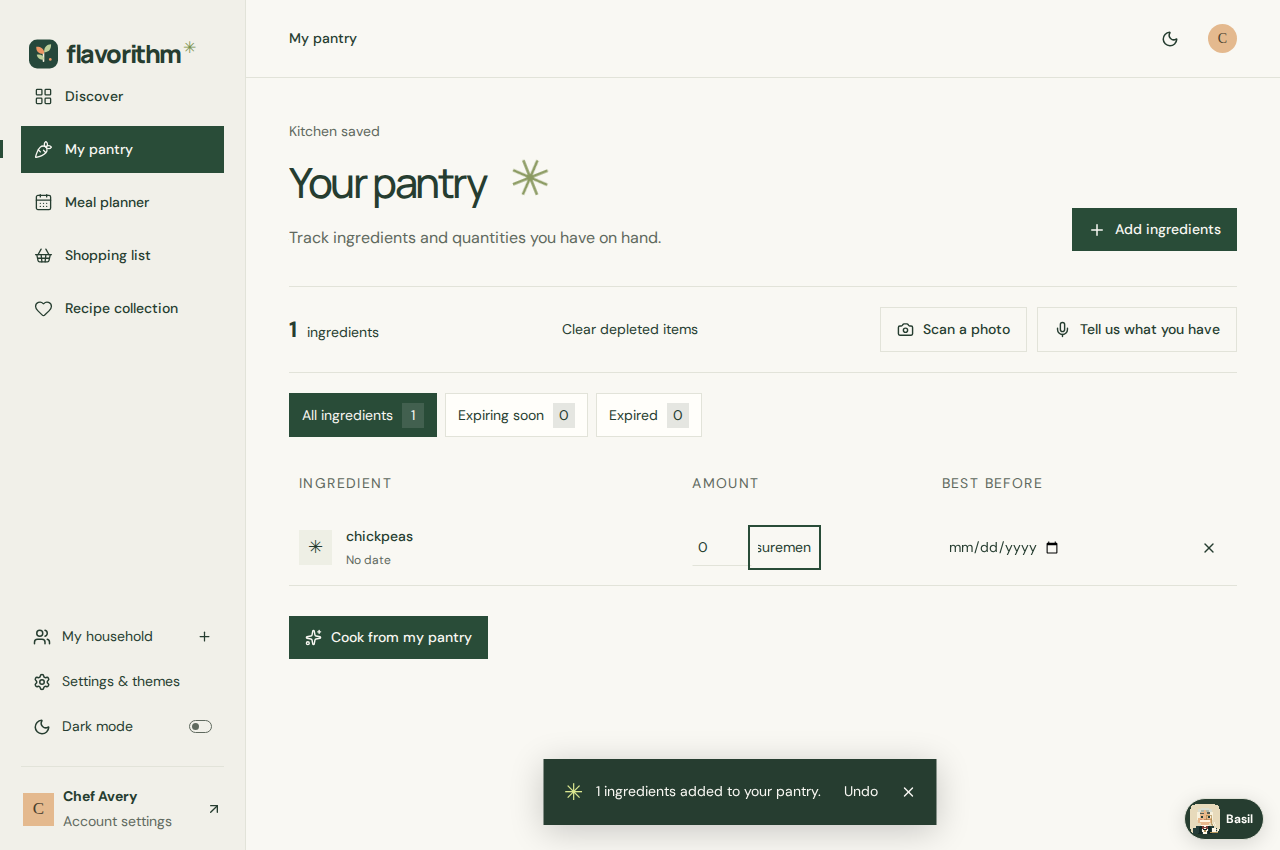 flavorithm
Discover
My pantry
Meal planner
Shopping list
Recipe collection
My household
Settings & themes
Dark mode
C
Chef Avery
Account settings
My pantry
C
Kitchen saved
Your pantry
Track ingredients and quantities you have on hand.
Add ingredients
1 ingredients
Clear depleted items
Scan a photo
Tell us what you have
All ingredients 1
Expiring soon 0
Expired 0
INGREDIENT AMOUNT BEST BEFORE
chickpeas
No date
0 suremen mm/dd/yyyy
Cook from my pantry
1 ingredients added to your pantry. Undo
Basil